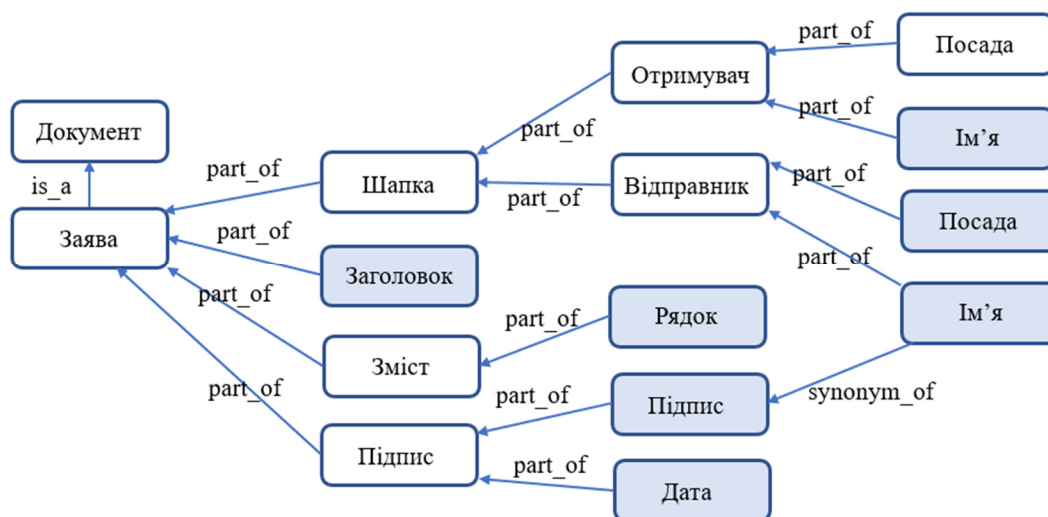 part_of
Посада
Отримувач
part_of
Ім’я
Документ
part_of
is_a
part_of
Шапка
part_of
Відправник
part_of
Посада
Заява
part_of
Заголовок
part_of
part_of
Ім’я
part_of
Рядок
Зміст
part_of
part_of
Підпис
synonym_of
Підпис
part_of
Дата